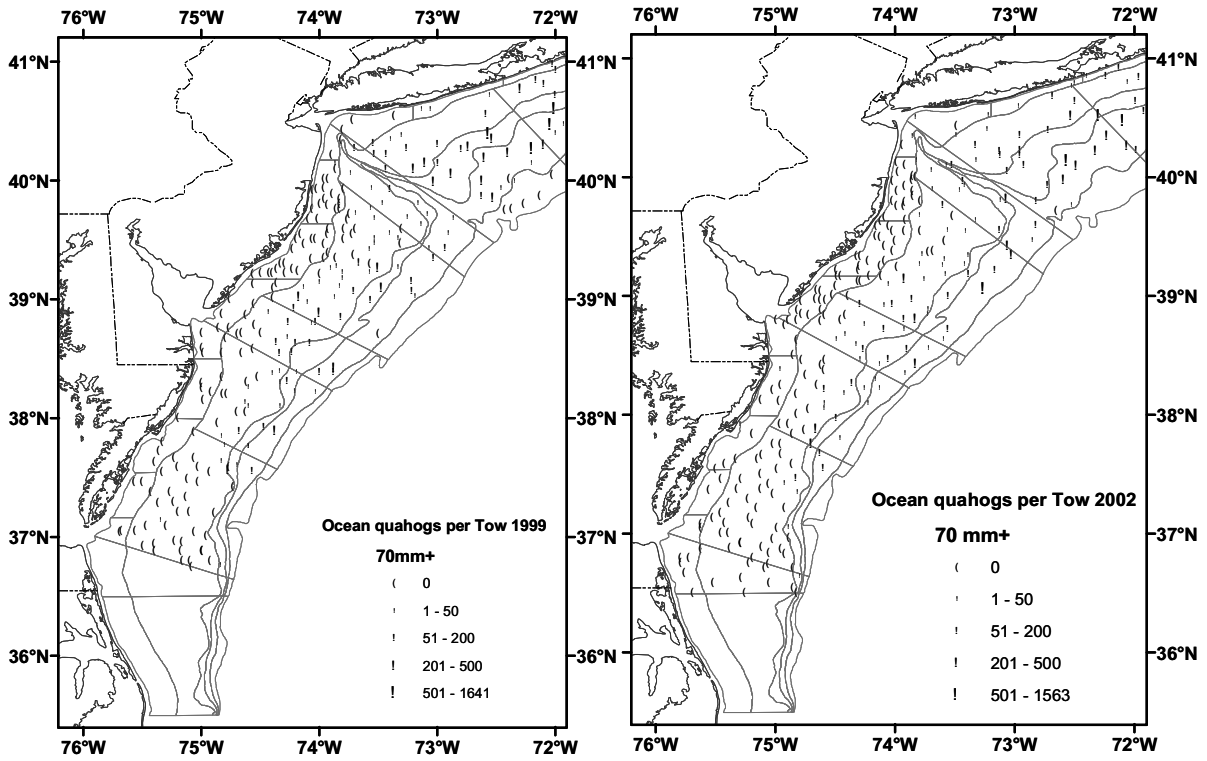 76°W 75°W 74°W 73°W 72°W
41°N 41°N
40°N 40°N
39°N 39°N
38°N 38°N
37°N 37°N
36°N 36°N
Ocean quahogs per Tow 1999
70mm+
0
1 - 50
51 - 200
201 - 500
501 - 1641
76°W 75°W 74°W 73°W 72°W
76°W 75°W 74°W 73°W 72°W
41°N
40°N
39°N
38°N
37°N
36°N
Ocean quahogs per Tow 2002
70 mm+
0
1 - 50
51 - 200
201 - 500
501 - 1563
76°W 75°W 74°W 73°W 72°W